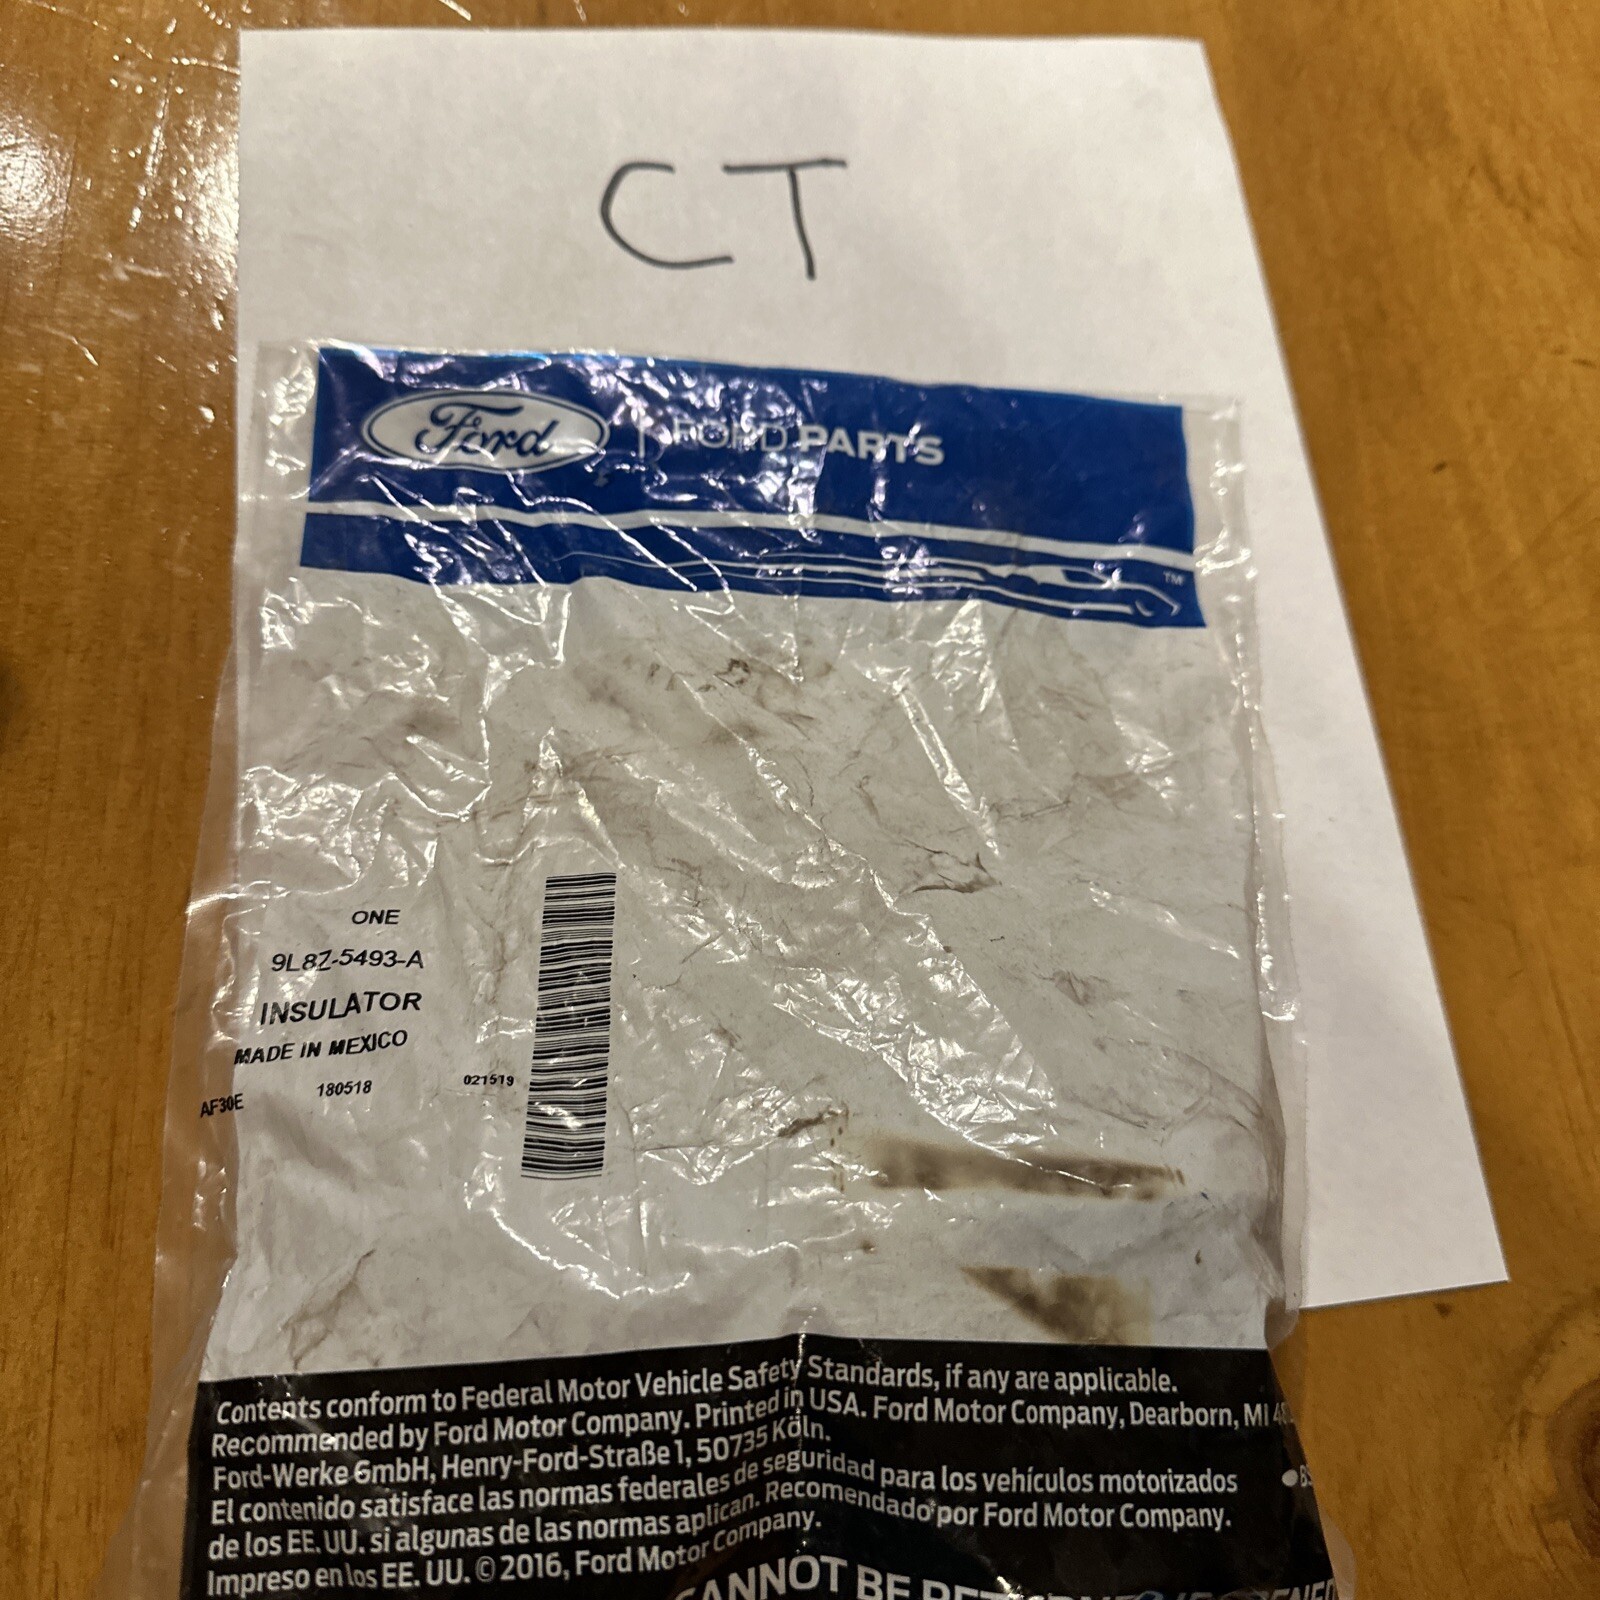 CT
Ford
FORD PARTS
TM
ONE
9L8Z-5493-A
INSULATOR
MADE IN MEXICO
AF30E 180518 021519
Contents conform to Federal Motor Vehicle Safety Standards, if any are applicable.
Recommended by Ford Motor Company. Printed in USA. Ford Motor Company, Dearborn, MI
Ford-Werke GmbH, Henry-Ford-Straße 1, 50735 Köln.
El contenido satisface las normas federales de seguridad para los vehículos motorizados
de los EE. UU. si algunas de las normas aplican. Recomendado por Ford Motor Company.
Impreso en los EE. UU. © 2016, Ford Motor Company.
CANNOT BE